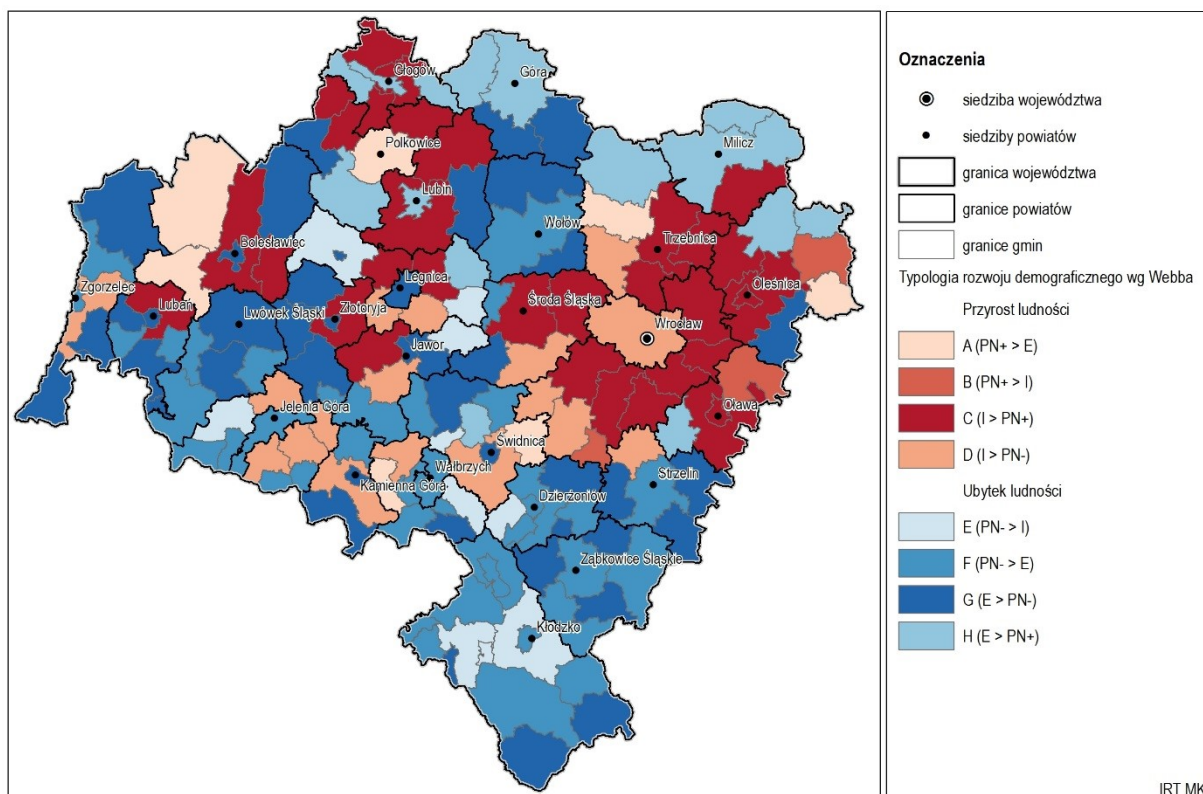 Głogów
Góra
Polkowice
Milicz
Lubin
Wołów
Bolesławiec
Trzebnica
Legnica
Oleśnica
Zgorzelec
Lubań
Lwówek Śląski
Złotoryja
Środa Śląska
Wrocław
Jawor
Jelenia Góra
Oława
Świdnica
Wałbrzych
Kamienna Góra
Strzelin
Dzierżoniów
Ząbkowice Śląskie
Kłodzko
Oznaczenia
siedziba województwa
siedziby powiatów
granica województwa
granice powiatów
granice gmin
Typologia rozwoju demograficznego wg Webba
Przyrost ludności
A (PN+ > E)
B (PN+ > I)
C (I > PN+)
D (I > PN-)
Ubytek ludności
E (PN- > I)
F (PN- > E)
G (E > PN-)
H (E > PN+)
IRT MK